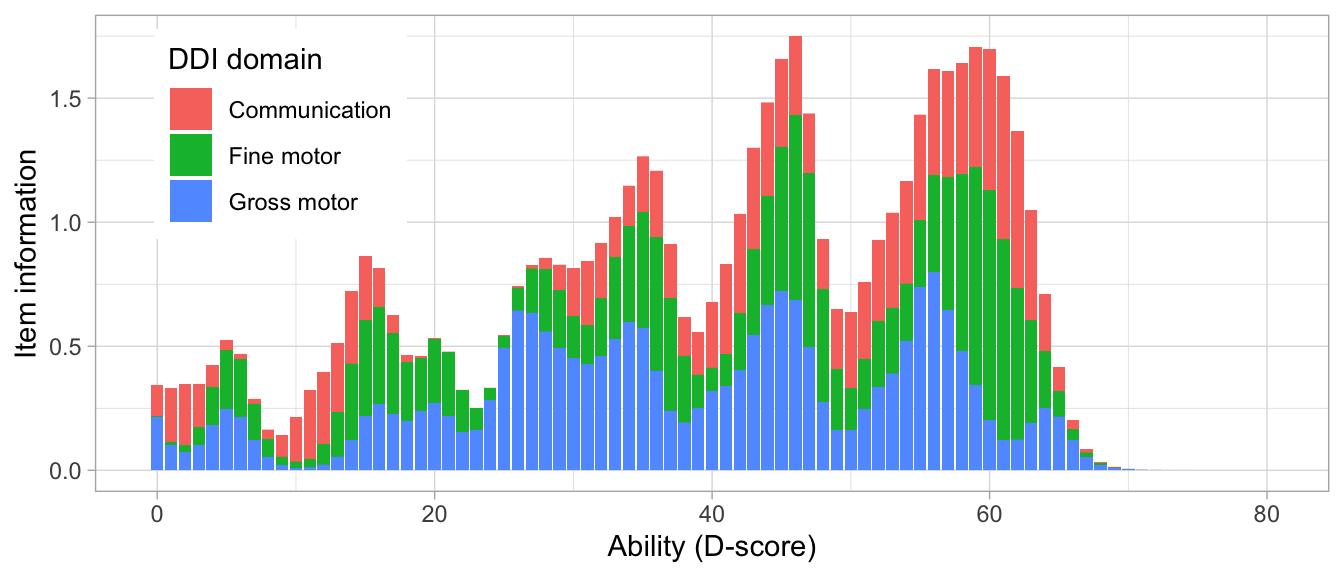 DDI domain
Communication
Fine motor
Gross motor
Item information
1.5
1.0
0.5
0.0
0
20
40
60
80
Ability (D-score)